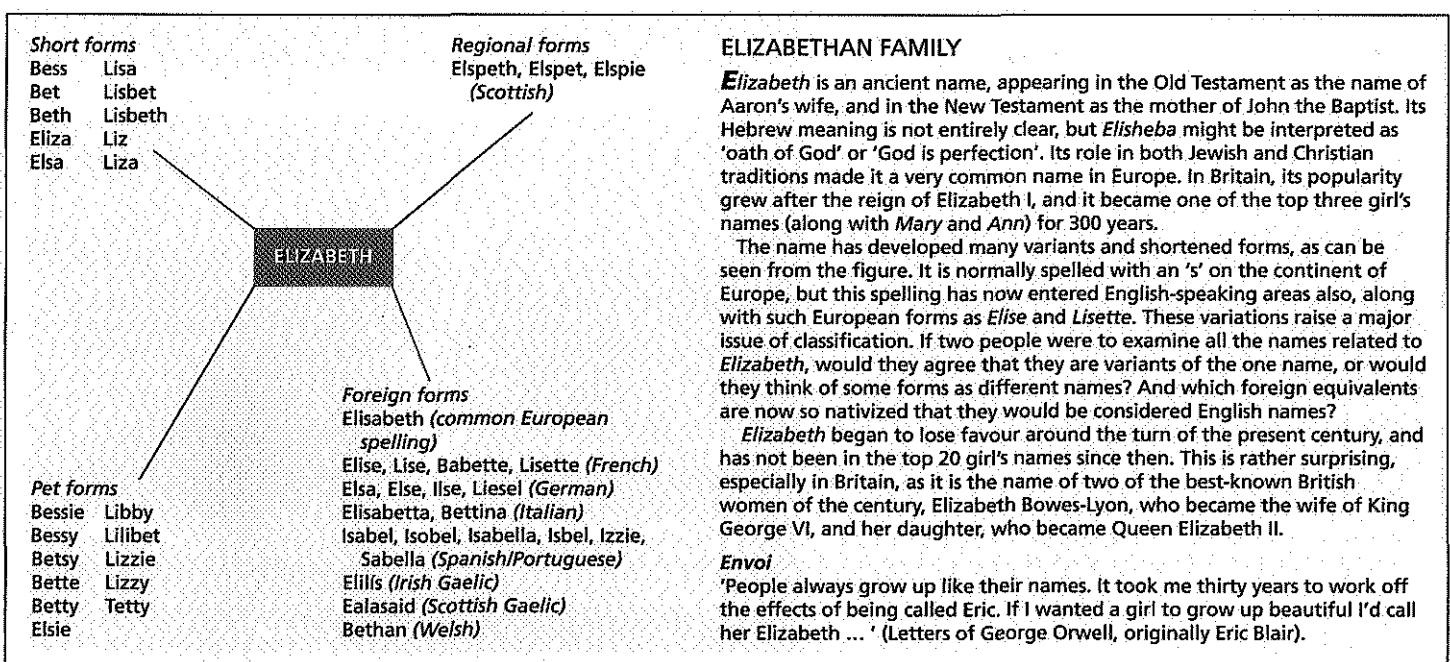 Short forms
Bess Lisa
Bet Lisbet
Beth Lisbeth
Eliza Liz
Elsa Liza
Regional forms
Elspeth, Elspet, Elspie
(Scottish)
ELIZABETH
Pet forms
Bessie Libby
Bessy Lilibet
Betsy Lizzie
Bette Lizzy
Betty Tetty
Elsie
Foreign forms
Elisabeth (common European
spelling)
Elise, Lise, Babette, Lisette (French)
Elsa, Else, Ilse, Liesel (German)
Elisabetta, Bettina (Italian)
Isabel, Isobel, Isabella, Isbel, Izzie,
Sabella (Spanish/Portuguese)
Elilís (Irish Gaelic)
Ealasaid (Scottish Gaelic)
Bethan (Welsh)
ELIZABETHAN FAMILY
Elizabeth is an ancient name, appearing in the Old Testament as the name of
Aaron's wife, and in the New Testament as the mother of John the Baptist. Its
Hebrew meaning is not entirely clear, but Elisheba might be interpreted as
'oath of God' or 'God is perfection'. Its role in both Jewish and Christian
traditions made it a very common name in Europe. In Britain, its popularity
grew after the reign of Elizabeth I, and it became one of the top three girl's
names (along with Mary and Ann) for 300 years.
The name has developed many variants and shortened forms, as can be
seen from the figure. It is normally spelled with an 's' on the continent of
Europe, but this spelling has now entered English-speaking areas also, along
with such European forms as Elise and Lisette. These variations raise a major
issue of classification. If two people were to examine all the names related to
Elizabeth, would they agree that they are variants of the one name, or would
they think of some forms as different names? And which foreign equivalents
are now so nativized that they would be considered English names?
Elizabeth began to lose favour around the turn of the present century, and
has not been in the top 20 girl's names since then. This is rather surprising,
especially in Britain, as it is the name of two of the best-known British
women of the century, Elizabeth Bowes-Lyon, who became the wife of King
George VI, and her daughter, who became Queen Elizabeth II.
Envoi
'People always grow up like their names. It took me thirty years to work off
the effects of being called Eric. If I wanted a girl to grow up beautiful I'd call
her Elizabeth ... ' (Letters of George Orwell, originally Eric Blair).